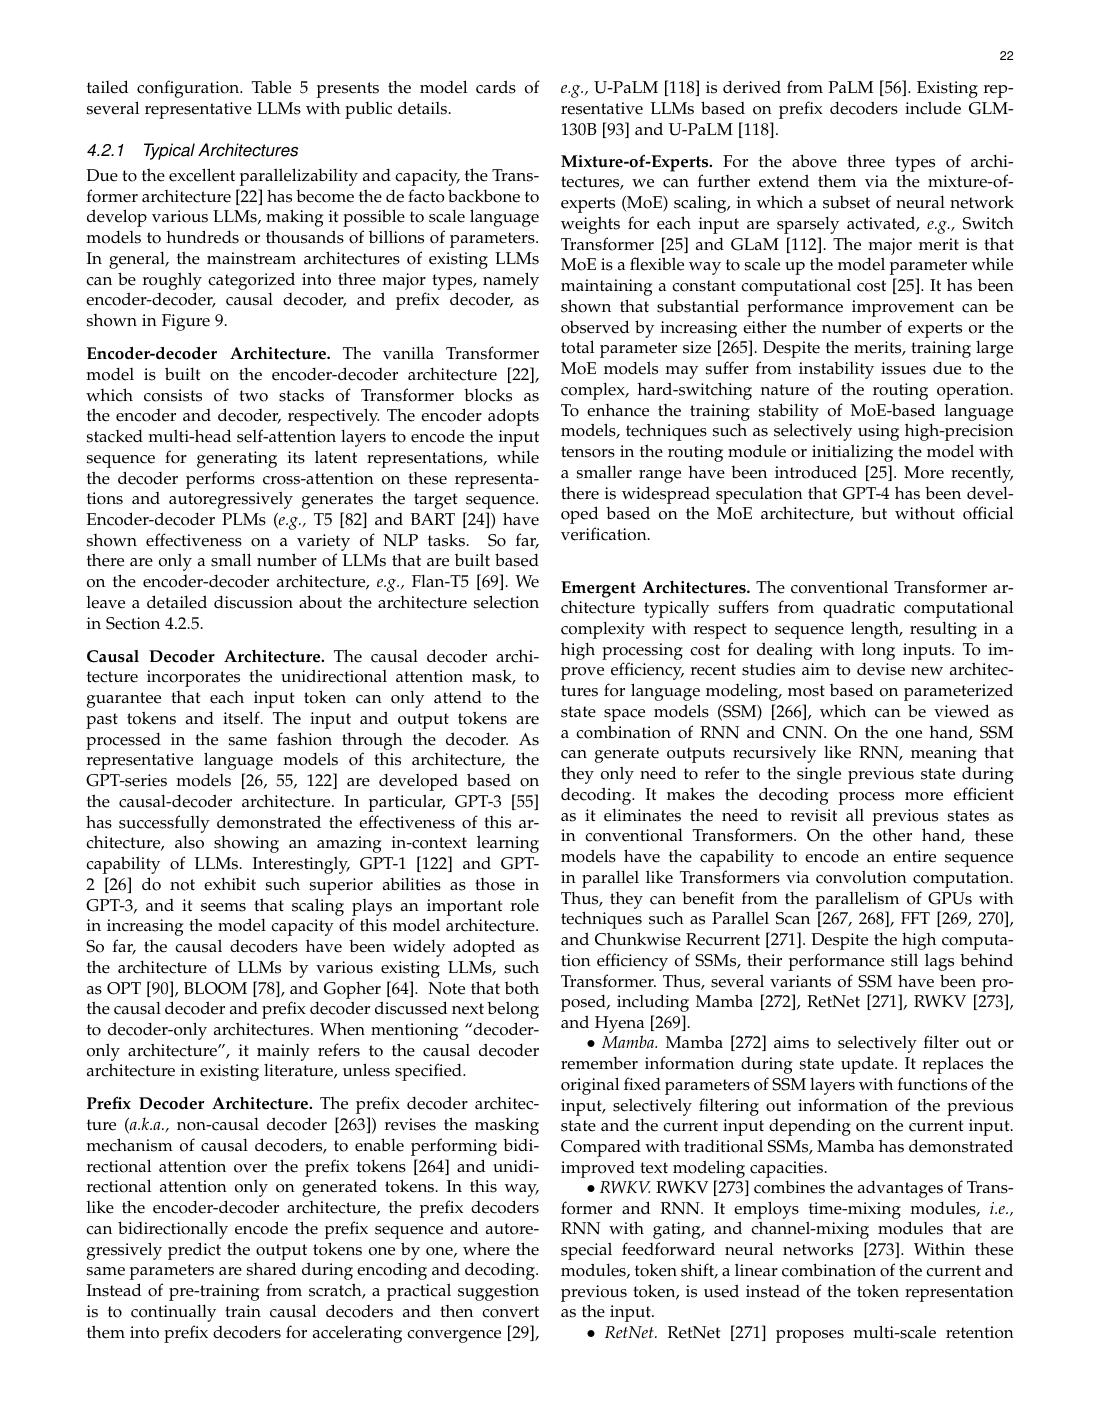 22
tailed configuration. Table 5 presents the model cards of
several representative LLMs with public details.
4.2.1 Typical Architectures
Due to the excellent parallelizability and capacity, the Trans-
former architecture [22] has become the de facto backbone to
develop various LLMs, making it possible to scale language
models to hundreds or thousands of billions of parameters.
In general, the mainstream architectures of existing LLMs
can be roughly categorized into three major types, namely
encoder-decoder, causal decoder, and prefix decoder, as
shown in Figure 9.
Encoder-decoder Architecture. The vanilla Transformer
model is built on the encoder-decoder architecture [22],
which consists of two stacks of Transformer blocks as
the encoder and decoder, respectively. The encoder adopts
stacked multi-head self-attention layers to encode the input
sequence for generating its latent representations, while
the decoder performs cross-attention on these representa-
tions and autoregressively generates the target sequence.
Encoder-decoder PLMs (e.g., T5 [82] and BART [24]) have
shown effectiveness on a variety of NLP tasks. So far,
there are only a small number of LLMs that are built based
on the encoder-decoder architecture, e.g., Flan-T5 [69]. We
leave a detailed discussion about the architecture selection
in Section 4.2.5.
Causal Decoder Architecture. The causal decoder archi-
tecture incorporates the unidirectional attention mask, to
guarantee that each input token can only attend to the
past tokens and itself. The input and output tokens are
processed in the same fashion through the decoder. As
representative language models of this architecture, the
GPT-series models [26, 55, 122] are developed based on
the causal-decoder architecture. In particular, GPT-3 [55]
has successfully demonstrated the effectiveness of this ar-
chitecture, also showing an amazing in-context learning
capability of LLMs. Interestingly, GPT-1 [122] and GPT-
2 [26] do not exhibit such superior abilities as those in
GPT-3, and it seems that scaling plays an important role
in increasing the model capacity of this model architecture.
So far, the causal decoders have been widely adopted as
the architecture of LLMs by various existing LLMs, such
as OPT [90], BLOOM [78], and Gopher [64]. Note that both
the causal decoder and prefix decoder discussed next belong
to decoder-only architectures. When mentioning “decoder-
only architecture”, it mainly refers to the causal decoder
architecture in existing literature, unless specified.
Prefix Decoder Architecture. The prefix decoder architec-
ture (a.k.a., non-causal decoder [263]) revises the masking
mechanism of causal decoders, to enable performing bidi-
rectional attention over the prefix tokens [264] and unidi-
rectional attention only on generated tokens. In this way,
like the encoder-decoder architecture, the prefix decoders
can bidirectionally encode the prefix sequence and autore-
gressively predict the output tokens one by one, where the
same parameters are shared during encoding and decoding.
Instead of pre-training from scratch, a practical suggestion
is to continually train causal decoders and then convert
them into prefix decoders for accelerating convergence [29],
e.g., U-PaLM [118] is derived from PaLM [56]. Existing rep-
resentative LLMs based on prefix decoders include GLM-
130B [93] and U-PaLM [118].
Mixture-of-Experts. For the above three types of archi-
tectures, we can further extend them via the mixture-of-
experts (MoE) scaling, in which a subset of neural network
weights for each input are sparsely activated, e.g., Switch
Transformer [25] and GLaM [112]. The major merit is that
MoE is a flexible way to scale up the model parameter while
maintaining a constant computational cost [25]. It has been
shown that substantial performance improvement can be
observed by increasing either the number of experts or the
total parameter size [265]. Despite the merits, training large
MoE models may suffer from instability issues due to the
complex, hard-switching nature of the routing operation.
To enhance the training stability of MoE-based language
models, techniques such as selectively using high-precision
tensors in the routing module or initializing the model with
a smaller range have been introduced [25]. More recently,
there is widespread speculation that GPT-4 has been devel-
oped based on the MoE architecture, but without official
verification.
Emergent Architectures. The conventional Transformer ar-
chitecture typically suffers from quadratic computational
complexity with respect to sequence length, resulting in a
high processing cost for dealing with long inputs. To im-
prove efficiency, recent studies aim to devise new architec-
tures for language modeling, most based on parameterized
state space models (SSM) [266], which can be viewed as
a combination of RNN and CNN. On the one hand, SSM
can generate outputs recursively like RNN, meaning that
they only need to refer to the single previous state during
decoding. It makes the decoding process more efficient
as it eliminates the need to revisit all previous states as
in conventional Transformers. On the other hand, these
models have the capability to encode an entire sequence
in parallel like Transformers via convolution computation.
Thus, they can benefit from the parallelism of GPUs with
techniques such as Parallel Scan [267, 268], FFT [269, 270],
and Chunkwise Recurrent [271]. Despite the high computa-
tion efficiency of SSMs, their performance still lags behind
Transformer. Thus, several variants of SSM have been pro-
posed, including Mamba [272], RetNet [271], RWKV [273],
and Hyena [269].
• Mamba. Mamba [272] aims to selectively filter out or
remember information during state update. It replaces the
original fixed parameters of SSM layers with functions of the
input, selectively filtering out information of the previous
state and the current input depending on the current input.
Compared with traditional SSMs, Mamba has demonstrated
improved text modeling capacities.
• RWKV. RWKV [273] combines the advantages of Trans-
former and RNN. It employs time-mixing modules, i.e.,
RNN with gating, and channel-mixing modules that are
special feedforward neural networks [273]. Within these
modules, token shift, a linear combination of the current and
previous token, is used instead of the token representation
as the input.
• RetNet. RetNet [271] proposes multi-scale retention